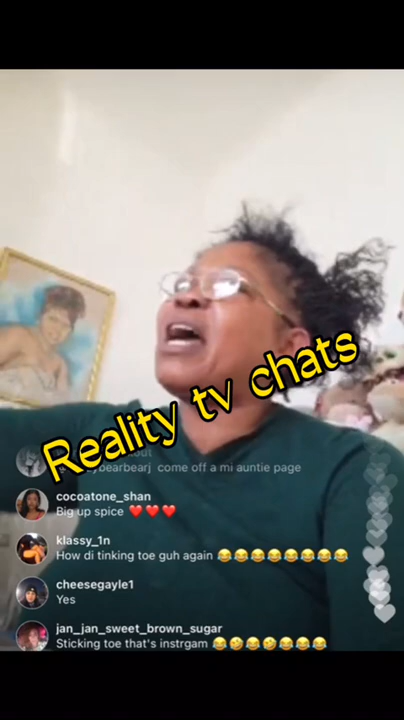 Reality tv chats
come off a mi auntie page
cocoatone_shan
Big up spice ❤️❤️❤️
klassy_1n
How di tinking toe guh again 😂😂😂😂😂😂😂😂
cheesegayle1
Yes
jan_jan_sweet_brown_sugar
Sticking toe that's instrgam 😂🤣😂🤣😂😂😂